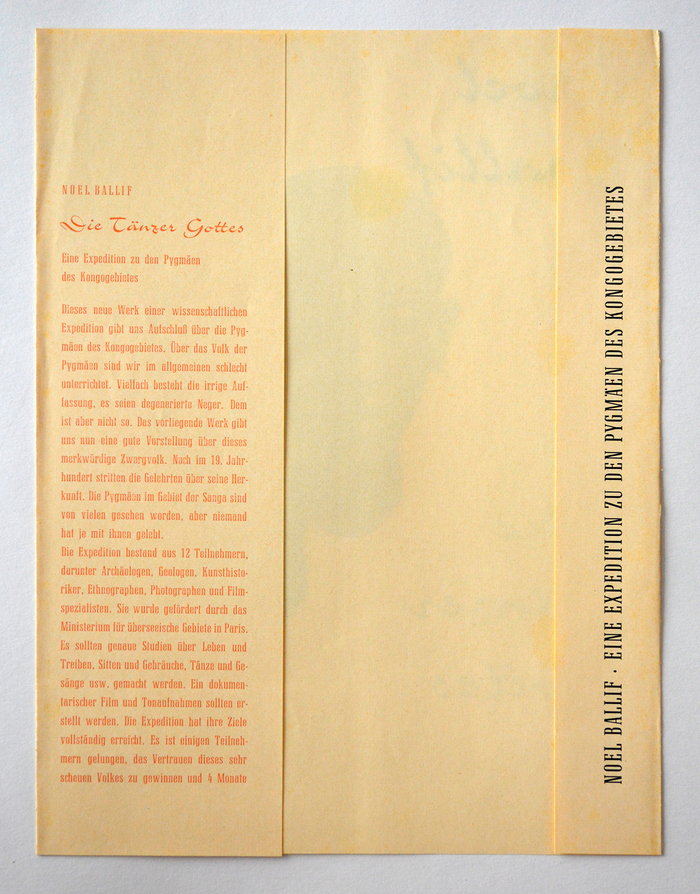 NOEL BALLIF
Die Tänzer Gottes
Eine Expedition zu den Pygmäen
des Kongogebietes
Dieses neue Werk einer wissenschaftlichen
Expedition gibt uns Aufschluß über die Pyg-
mäen des Kongogebietes. Über das Volk der
Pygmäen sind wir im allgemeinen schlecht
unterrichtet. Vielfach besteht die irrige Auf-
fassung, es seien degenerierte Neger. Dem
ist aber nicht so. Das vorliegende Werk gibt
uns nun eine gute Vorstellung über dieses
merkwürdige Zwergvolk. Noch im 19. Jahr-
hundert stritten die Gelehrten über seine Her-
kunft. Die Pygmäen im Gebiet der Sanga sind
von vielen gesehen worden, aber niemand
hat je mit ihnen gelebt.
Die Expedition bestand aus 12 Teilnehmern,
darunter Archäologen, Geologen, Kunsthisto-
riker, Ethnographen, Photographen und Film-
spezialisten. Sie wurde gefördert durch das
Ministerium für überseeische Gebiete in Paris.
Es sollten genaue Studien über Leben und
Treiben, Sitten und Gebräuche, Tänze und Ge-
sänge usw. gemacht werden. Ein dokumen-
tarischer Film und Tonaufnahmen sollten er-
stellt werden. Die Expedition hat ihre Ziele
vollständig erreicht. Es ist einigen Teilneh-
mern gelungen, das Vertrauen dieses sehr
scheuen Volkes zu gewinnen und 4 Monate
NOEL BALLIF · EINE EXPEDITION ZU DEN PYGMÄEN DES KONGOGEBIETES